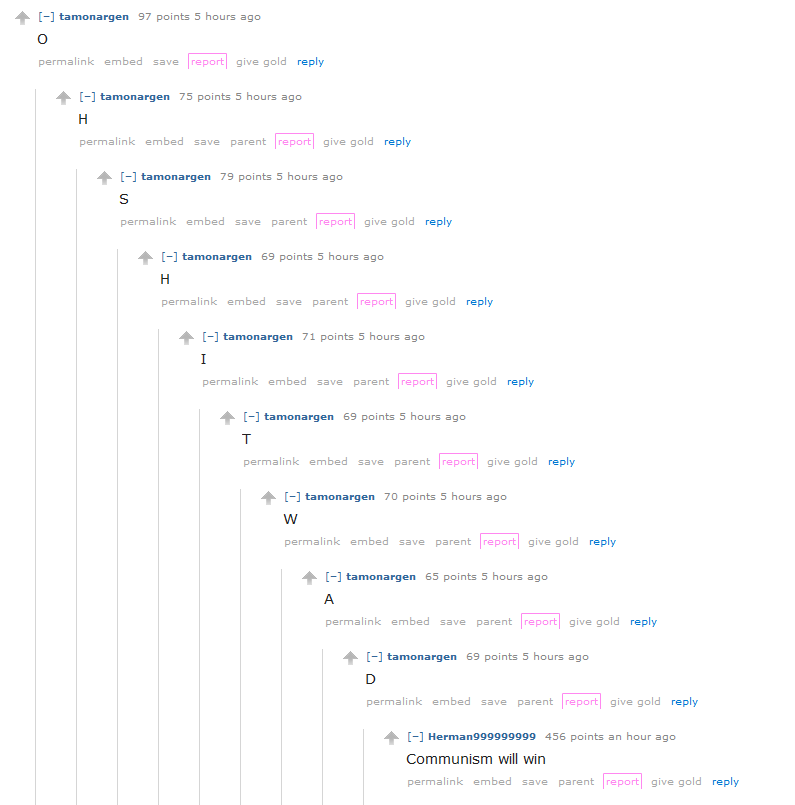 [–] tamonargen 97 points 5 hours ago
O
permalink embed save report give gold reply
[–] tamonargen 75 points 5 hours ago
H
permalink embed save parent report give gold reply
[–] tamonargen 79 points 5 hours ago
S
permalink embed save parent report give gold reply
[–] tamonargen 69 points 5 hours ago
H
permalink embed save parent report give gold reply
[–] tamonargen 71 points 5 hours ago
I
permalink embed save parent report give gold reply
[–] tamonargen 69 points 5 hours ago
T
permalink embed save parent report give gold reply
[–] tamonargen 70 points 5 hours ago
W
permalink embed save parent report give gold reply
[–] tamonargen 65 points 5 hours ago
A
permalink embed save parent report give gold reply
[–] tamonargen 69 points 5 hours ago
D
permalink embed save parent report give gold reply
[–] Herman999999999 456 points an hour ago
Communism will win
permalink embed save parent report give gold reply